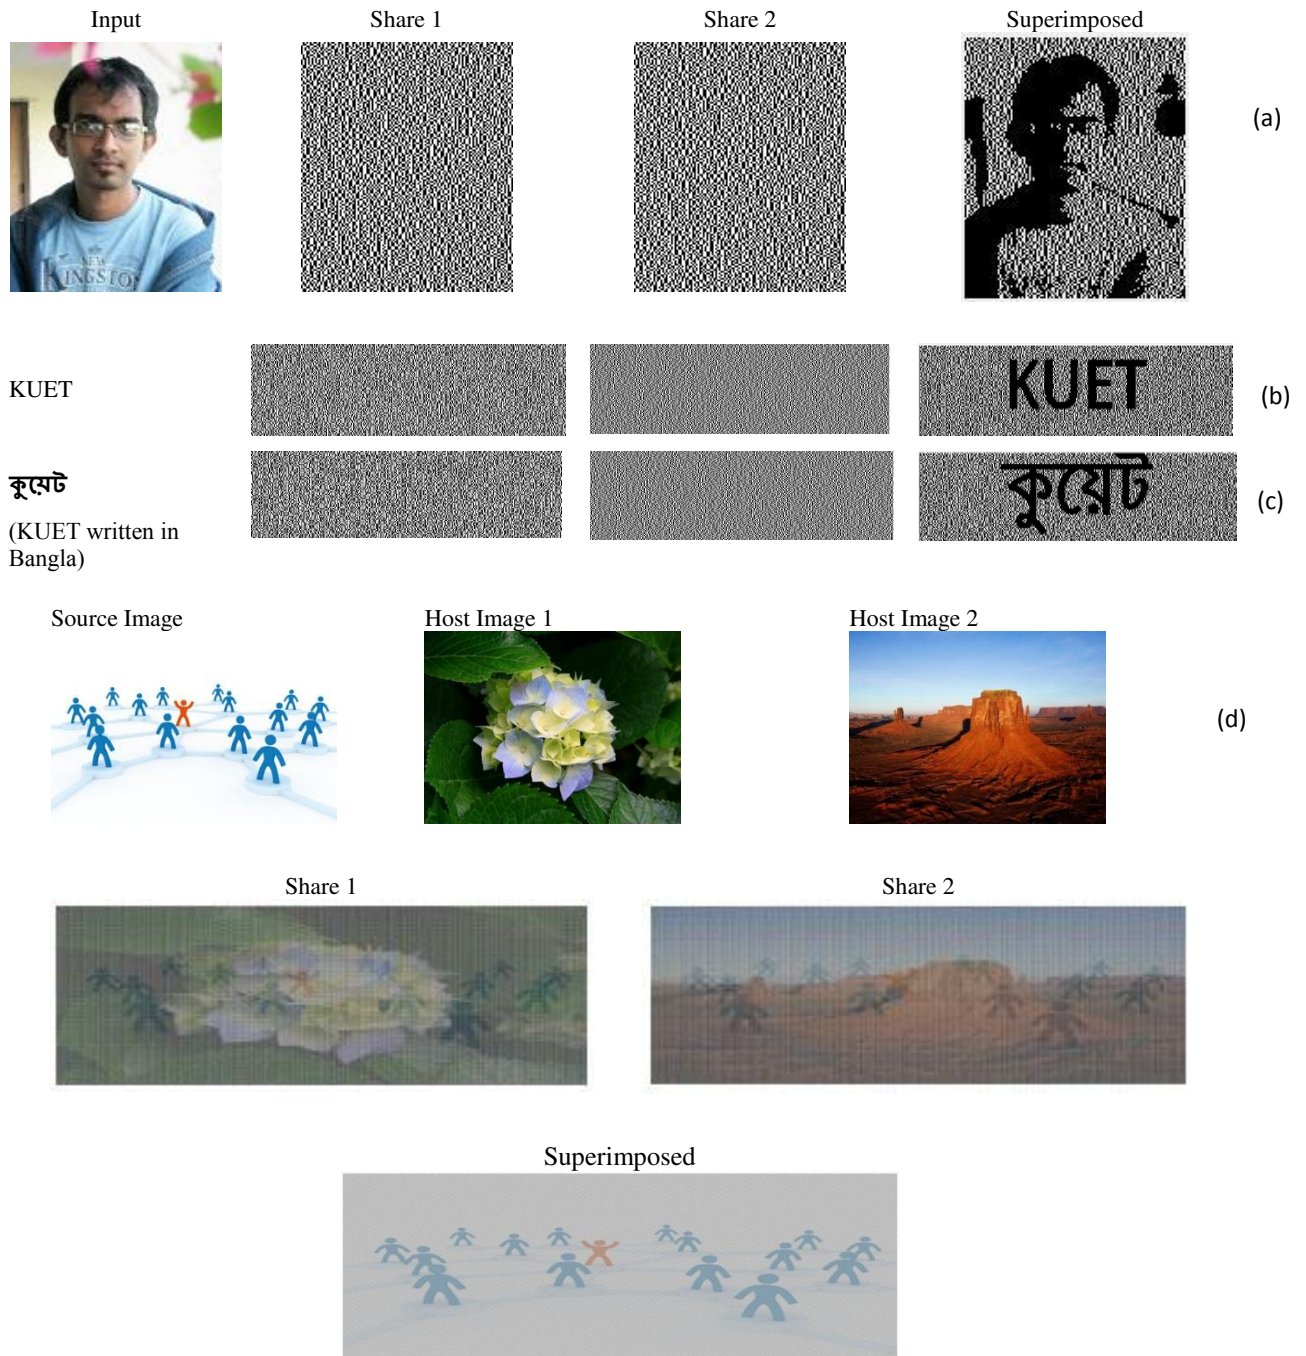 Input Share 1 Share 2 Superimposed
KINGSTON
(a)
KUET
KUET
(b)
কুয়েট
(KUET written in
Bangla)
কুয়েট
(c)
Source Image Host Image 1 Host Image 2
(d)
Share 1 Share 2
Superimposed